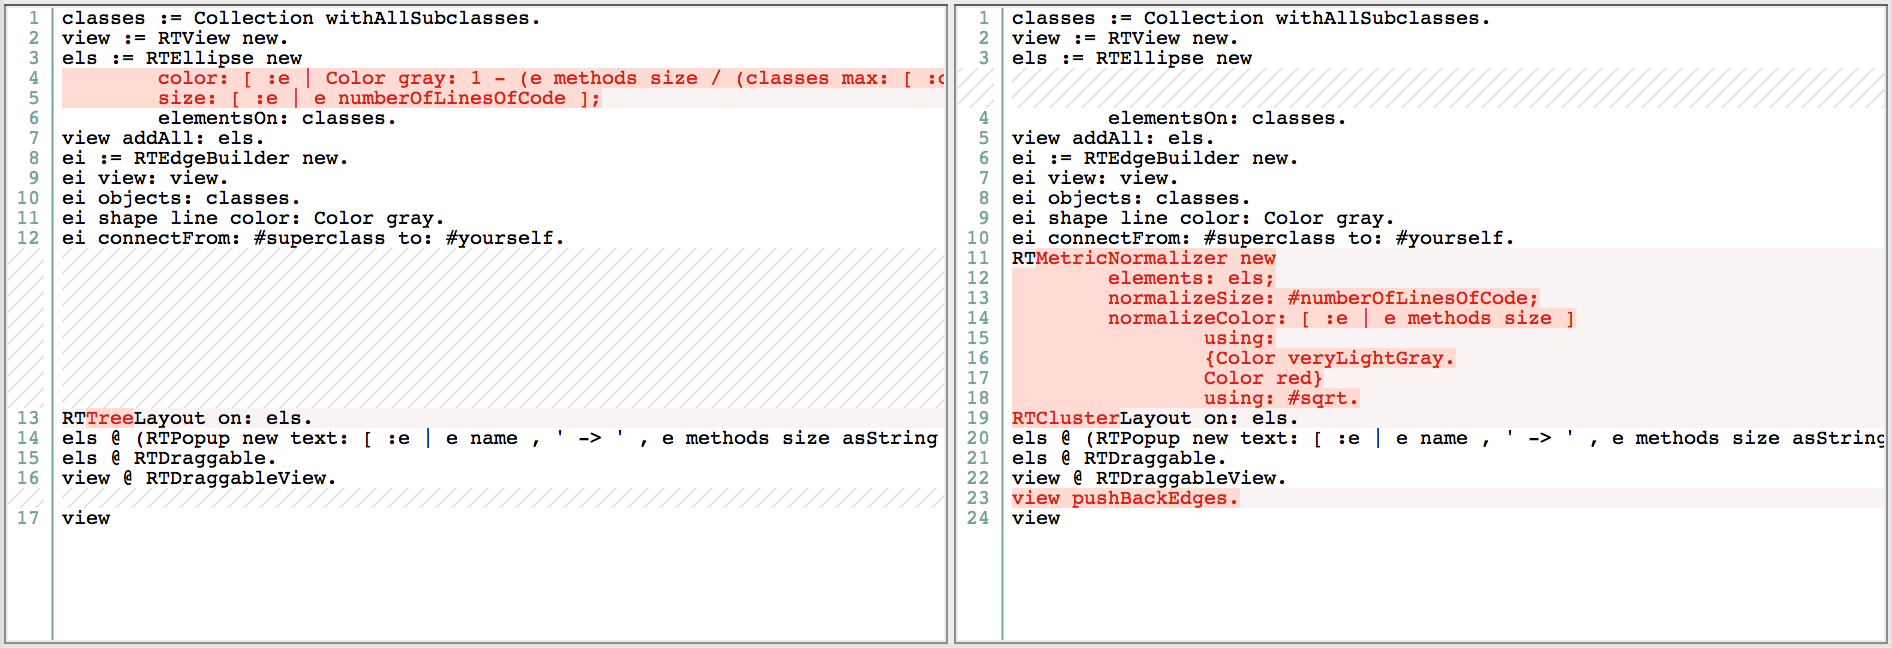 1 classes := Collection withAllSubclasses.
2 view := RTView new.
3 els := RTEllipse new
4 color: [ :e | Color gray: 1 - (e methods size / (classes max: [
5 size: [ :e | e numberOfLinesOfCode ];
6 elementsOn: classes.
7 view addAll: els.
8 ei := RTEdgeBuilder new.
9 ei view: view.
10 ei objects: classes.
11 ei shape line color: Color gray.
12 ei connectFrom: #superclass to: #yourself.
13 RTTreeLayout on: els.
14 els @ (RTPopup new text: [ :e | e name , ' -> ' , e methods size asString
15 els @ RTDraggable.
16 view @ RTDraggableView.
17 view
1 classes := Collection withAllSubclasses.
2 view := RTView new.
3 els := RTEllipse new
4 elementsOn: classes.
5 view addAll: els.
6 ei := RTEdgeBuilder new.
7 ei view: view.
8 ei objects: classes.
9 ei shape line color: Color gray.
10 ei connectFrom: #superclass to: #yourself.
11 RTMetricNormalizer new
12 elements: els;
13 normalizeSize: #numberOfLinesOfCode;
14 normalizeColor: [ :e | e methods size ]
15 using:
16 {Color veryLightGray.
17 Color red}
18 using: #sqrt.
19 RTClusterLayout on: els.
20 els @ (RTPopup new text: [ :e | e name , ' -> ' , e methods size asString
21 els @ RTDraggable.
22 view @ RTDraggableView.
23 view pushBackEdges.
24 view